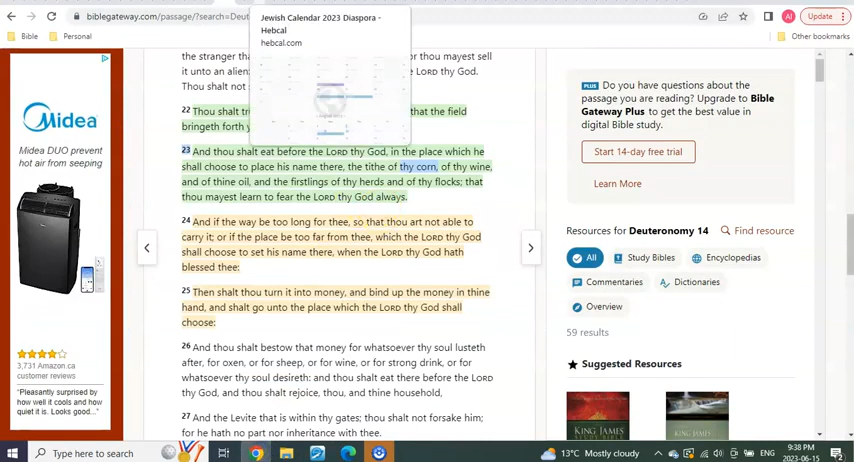 biblegateway.com/passage/?search=Deut
AI
Update
Bible
Personal
Other bookmarks
Jewish Calendar 2023 Diaspora -
Hebcal
hebcal.com
the stranger tha
or thou mayest sell
it unto an alien:
LORD thy God.
Thou shalt not s
22 Thou shalt tr
that the field
bringeth forth y
23 And thou shalt eat before the LORD thy God, in the place which he
shall choose to place his name there, the tithe of thy corn, of thy wine,
and of thine oil, and the firstlings of thy herds and of thy flocks; that
thou mayest learn to fear the LORD thy God always.
24 And if the way be too long for thee, so that thou art not able to
carry it; or if the place be too far from thee, which the LORD thy God
shall choose to set his name there, when the LORD thy God hath
blessed thee:
25 Then shalt thou turn it into money, and bind up the money in thine
hand, and shalt go unto the place which the LORD thy God shall
choose:
26 And thou shalt bestow that money for whatsoever thy soul lusteth
after, for oxen, or for sheep, or for wine, or for strong drink, or for
whatsoever thy soul desireth: and thou shalt eat there before the LORD
thy God, and thou shalt rejoice, thou, and thine household,
27 And the Levite that is within thy gates; thou shalt not forsake him;
for he hath no part nor inheritance with thee.
Midea
Midea DUO prevent
hot air from seeping
3,731 Amazon.ca
customer reviews
"Pleasantly surprised by
how well it cools and how
quiet it is. Looks good..."
PLUS Do you have questions about the
passage you are reading? Upgrade to Bible
Gateway Plus to get the best value in
digital Bible study.
Start 14-day free trial
Learn More
Resources for Deuteronomy 14
Find resource
All
Study Bibles
Encyclopedias
Commentaries
Dictionaries
Overview
59 results
Suggested Resources
KING JAMES
KING JAMES
Type here to search
13°C Mostly cloudy
ENG
9:38 PM
2023-06-15
2